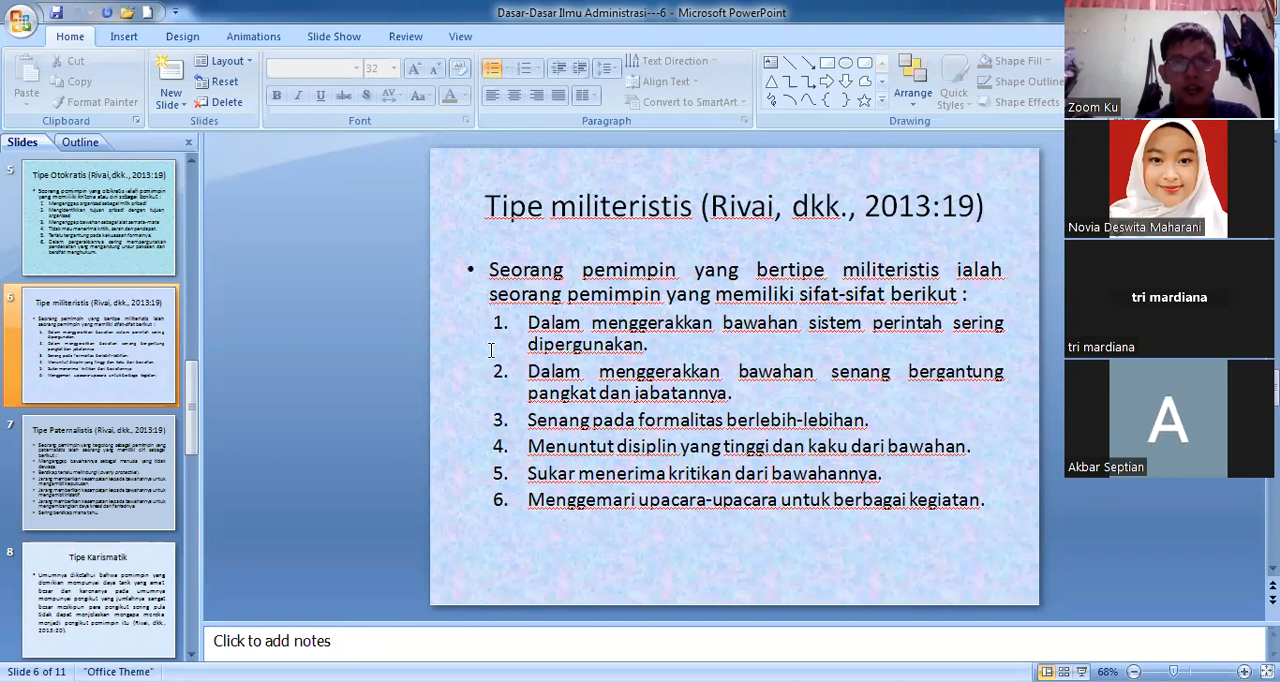 Dasar-Dasar Ilmu Administrasi---6 - Microsoft PowerPoint
Home Insert Design Animations Slide Show Review View
Paste
Cut
Copy
Format Painter
Clipboard
New Slide
Layout
Reset
Delete
Slides
32
B I U abc S AV Aa A
Font
Text Direction
Align Text
Convert to SmartArt
Paragraph
Arrange
Quick Styles
Shape Fill
Shape Outline
Shape Effects
Drawing
Slides Outline
5
Tipe Otokratis (Rivai,dkk., 2013:19)
6
Tipe militeristis (Rivai, dkk., 2013:19)
7
Tipe Paternalistis (Rivai, dkk., 2013:19)
8
Tipe Karismatik
Tipe militeristis (Rivai, dkk., 2013:19)
• Seorang pemimpin yang bertipe militeristis ialah
seorang pemimpin yang memiliki sifat-sifat berikut :
1. Dalam menggerakkan bawahan sistem perintah sering
dipergunakan.
2. Dalam menggerakkan bawahan senang bergantung
pangkat dan jabatannya.
3. Senang pada formalitas berlebih-lebihan.
4. Menuntut disiplin yang tinggi dan kaku dari bawahan.
5. Sukar menerima kritikan dari bawahannya.
6. Menggemari upacara-upacara untuk berbagai kegiatan.
Click to add notes
Slide 6 of 11 "Office Theme" 68%
Zoom Ku
Novia Deswita Maharani
tri mardiana
tri mardiana
A
Akbar Septian